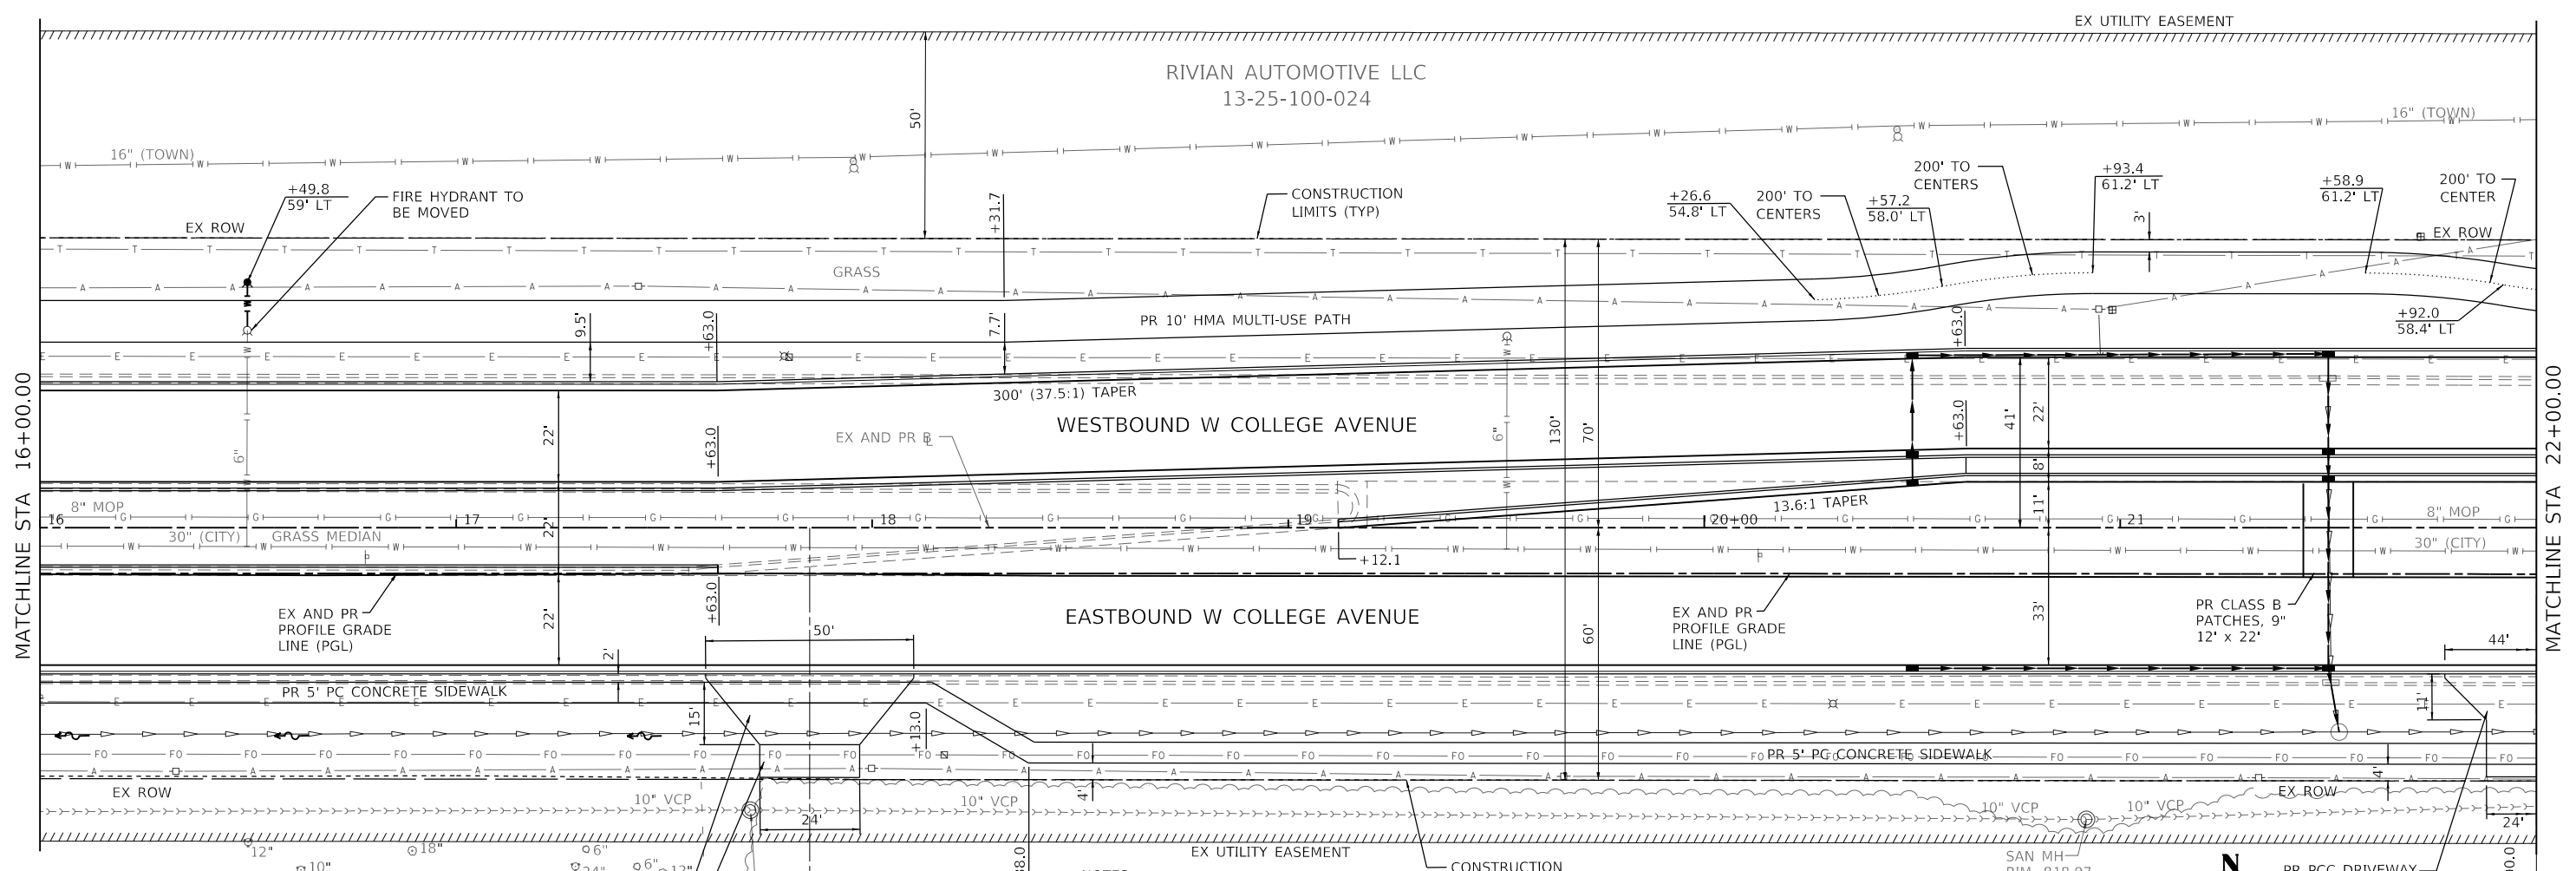 EX UTILITY EASEMENT
RIVIAN AUTOMOTIVE LLC
13-25-100-024
50'
16" (TOWN)
16" (TOWN)
+49.8
59' LT
FIRE HYDRANT TO
BE MOVED
EX ROW
+31.7
CONSTRUCTION
LIMITS (TYP)
+26.6
54.8' LT
200' TO
CENTERS
+57.2
58.0' LT
200' TO
CENTERS
+93.4
61.2' LT
3'
+58.9
61.2' LT
200' TO
CENTER
EX ROW
GRASS
9.5'
+63.0
7.7'
PR 10' HMA MULTI-USE PATH
+63.0
+92.0
58.4' LT
300' (37.5:1) TAPER
MATCHLINE STA 16+00.00
22'
+63.0
EX AND PR ℄
WESTBOUND W COLLEGE AVENUE
6"
6"
130'
70'
+63.0
41'
22'
8'
MATCHLINE STA 22+00.00
8" MOP
16
17
18
19
20+00
21
13.6:1 TAPER
11'
8" MOP
30" (CITY)
GRASS MEDIAN
22'
+12.1
30" (CITY)
EX AND PR
PROFILE GRADE
LINE (PGL)
22'
+63.0
50'
EASTBOUND W COLLEGE AVENUE
60'
EX AND PR
PROFILE GRADE
LINE (PGL)
33'
PR CLASS B
PATCHES, 9"
12' x 22'
44'
2'
PR 5' PC CONCRETE SIDEWALK
15'
+13.0
11'
PR 5' PC CONCRETE SIDEWALK
4'
4'
EX ROW
EX ROW
10" VCP
10" VCP
10" VCP
10" VCP
24'
24'
12"
10"
18"
6"
24"
6"
12"
EX UTILITY EASEMENT
CONSTRUCTION
SAN MH
N
PR PCC DRIVEWAY